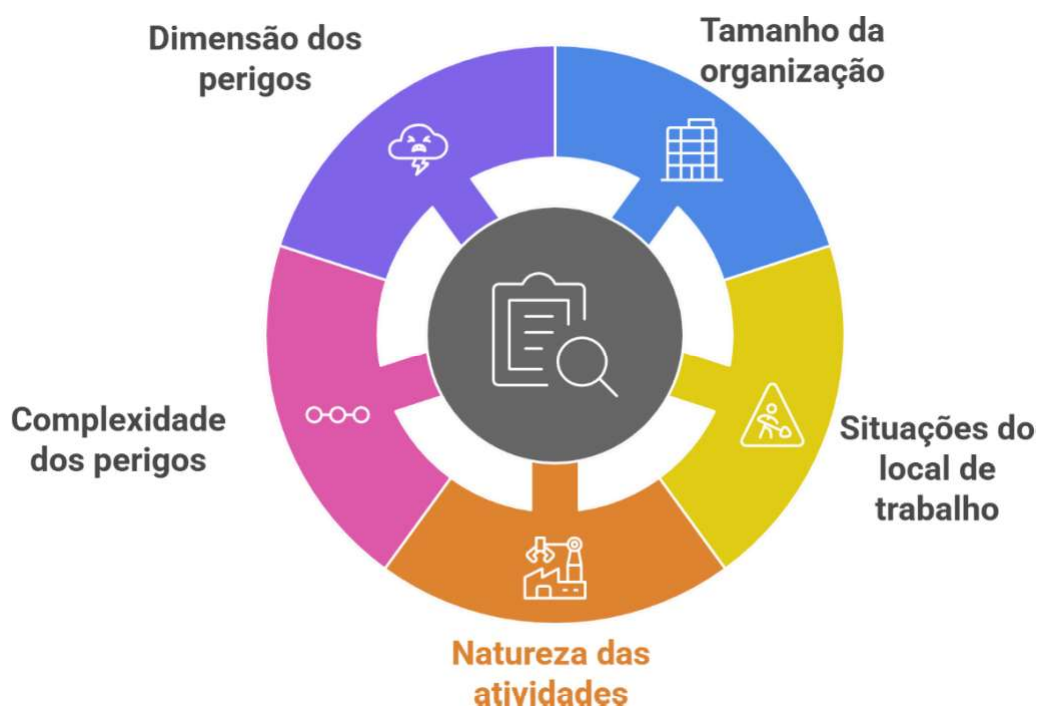 Dimensão dos
perigos
Tamanho da
organização
Complexidade
dos perigos
Situações do
local de
trabalho
Natureza das
atividades